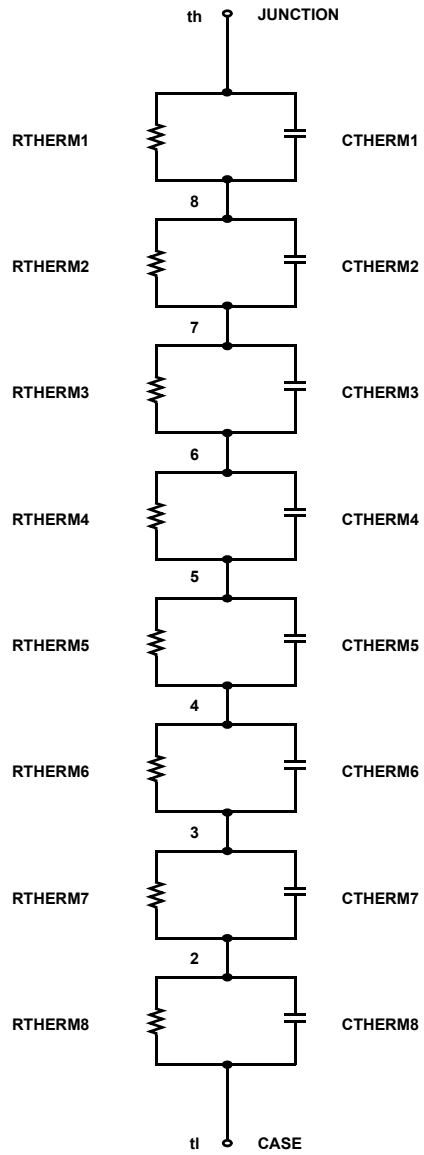 th JUNCTION
RTHERM1 CTHERM1
8
RTHERM2 CTHERM2
7
RTHERM3 CTHERM3
6
RTHERM4 CTHERM4
5
RTHERM5 CTHERM5
4
RTHERM6 CTHERM6
3
RTHERM7 CTHERM7
2
RTHERM8 CTHERM8
tl CASE